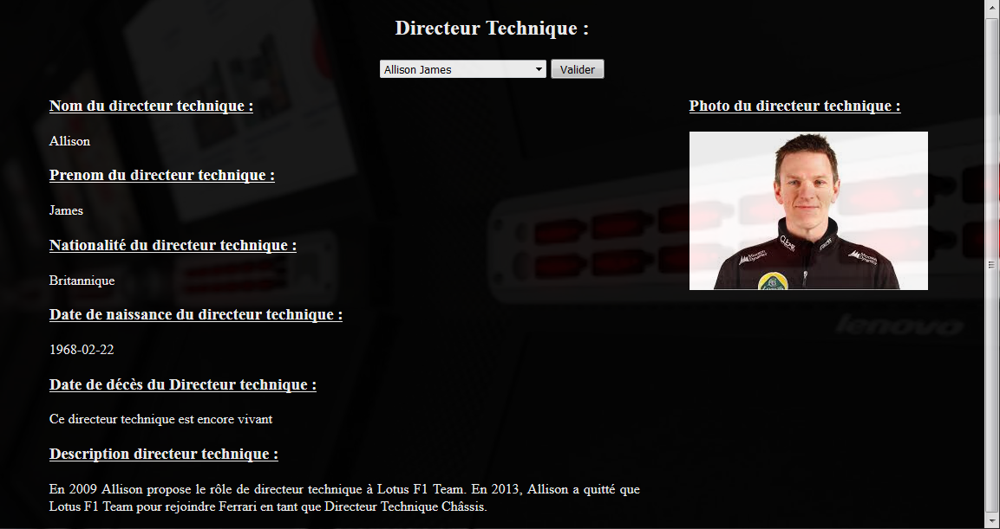 Directeur Technique :
Allison James
Valider
Nom du directeur technique :
Allison
Prenom du directeur technique :
James
Nationalité du directeur technique :
Britannique
Date de naissance du directeur technique :
1968-02-22
Date de décès du Directeur technique :
Ce directeur technique est encore vivant
Description directeur technique :
En 2009 Allison propose le rôle de directeur technique à Lotus F1 Team. En 2013, Allison a quitté que
Lotus F1 Team pour rejoindre Ferrari en tant que Directeur Technique Châssis.
Photo du directeur technique :
lenovo